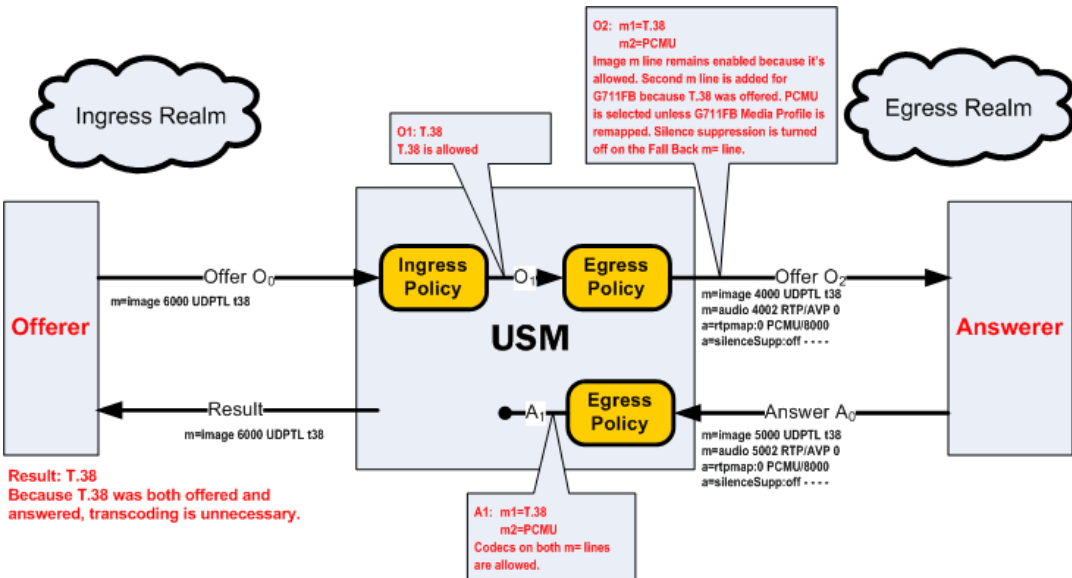 O2: m1=T.38
m2=PCMU
Image m line remains enabled because it's
allowed. Second m line is added for
G711FB because T.38 was offered. PCMU
is selected unless G711FB Media Profile is
remapped. Silence suppression is turned
off on the Fall Back m= line.
Ingress Realm
Egress Realm
O1: T.38
T.38 is allowed
Offerer
Offer O0
m=image 6000 UDPTL t38
Ingress
Policy
O1
Egress
Policy
Offer O2
m=image 4000 UDPTL t38
m=audio 4002 RTP/AVP 0
a=rtpmap:0 PCMU/8000
a=silenceSupp:off - - - -
Answerer
USM
Result
m=image 6000 UDPTL t38
A1
Egress
Policy
Answer A0
m=image 5000 UDPTL t38
m=audio 5002 RTP/AVP 0
a=rtpmap:0 PCMU/8000
a=silenceSupp:off - - - -
Result: T.38
Because T.38 was both offered and
answered, transcoding is unnecessary.
A1: m1=T.38
m2=PCMU
Codecs on both m= lines
are allowed.